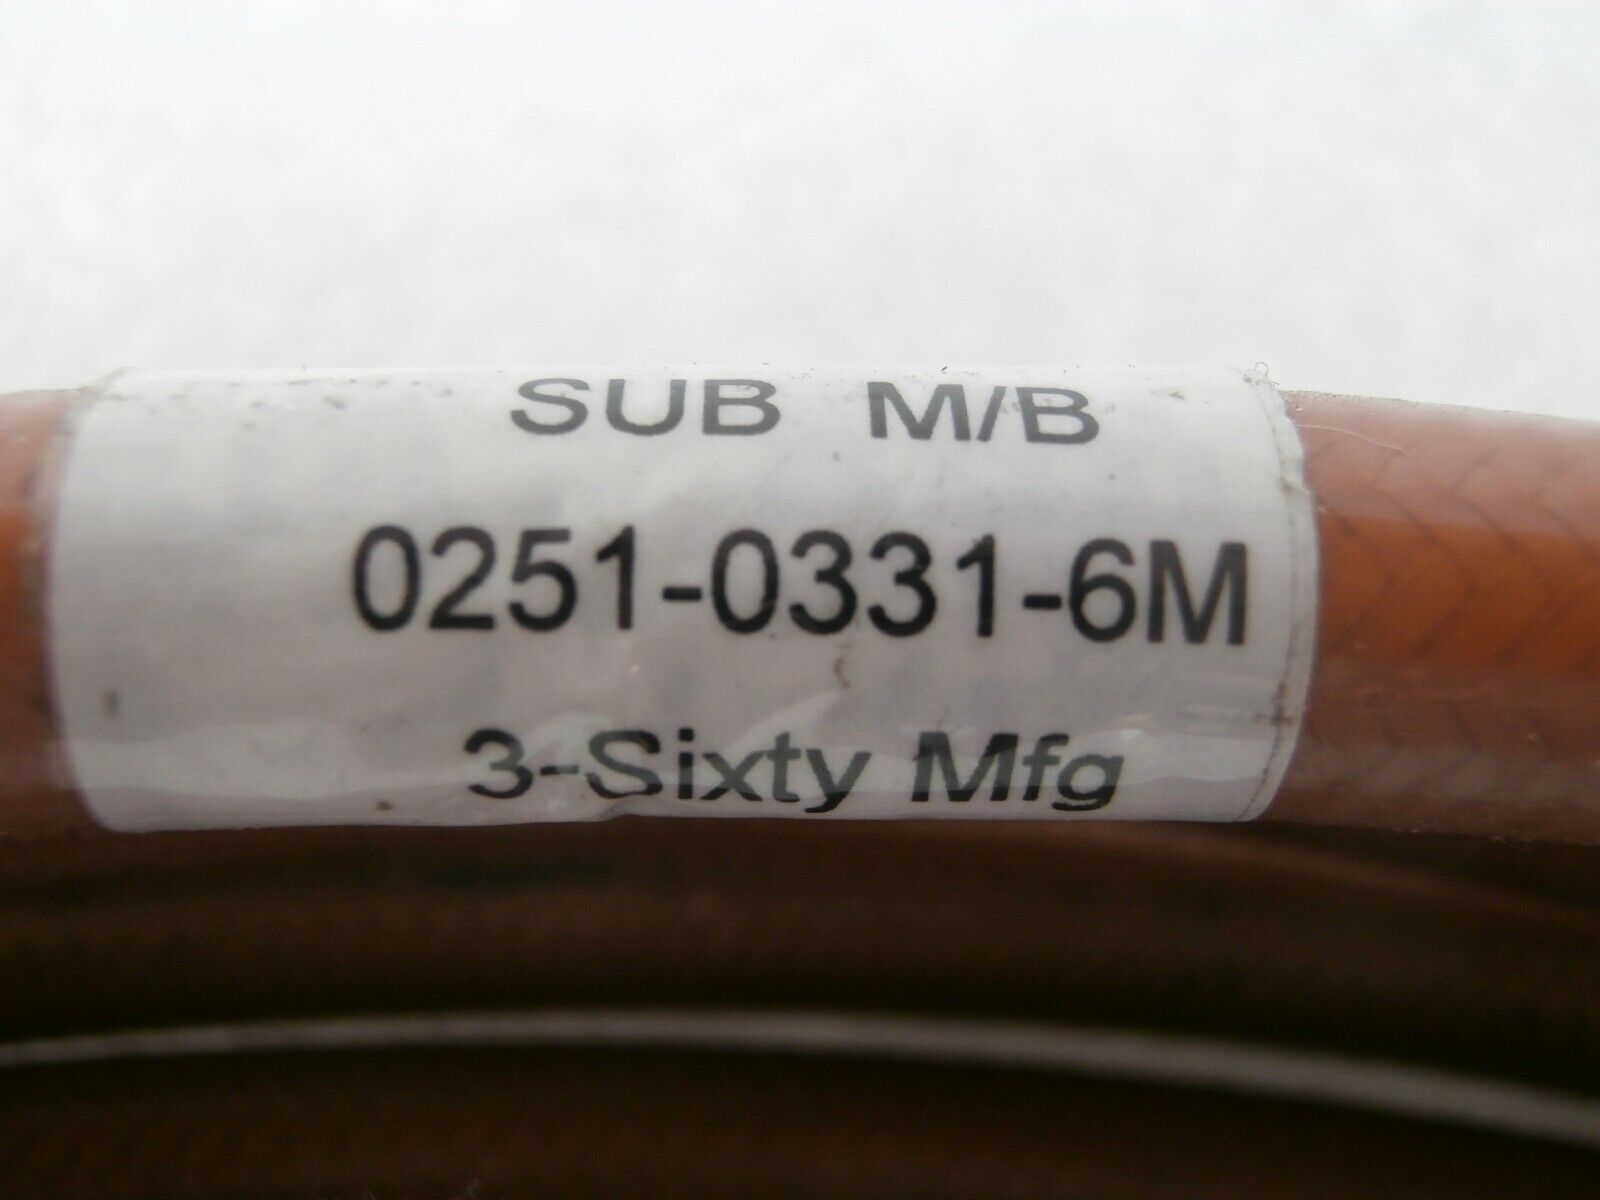 SUB M/B
0251-0331-6M
3-Sixty Mfg